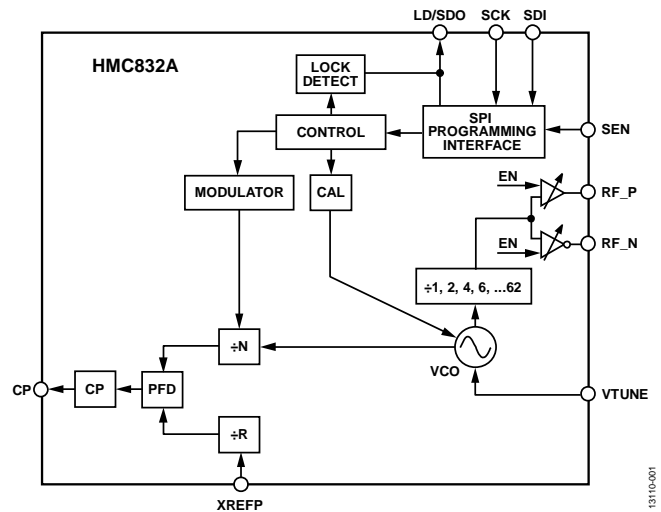 LD/SDO
SCK
SDI
HMC832A
LOCK
DETECT
SPI
PROGRAMMING
INTERFACE
SEN
CONTROL
MODULATOR
CAL
EN
RF_P
EN
RF_N
÷1, 2, 4, 6, ...62
÷N
VCO
CP
CP
PFD
VTUNE
÷R
XREFP
13110-001